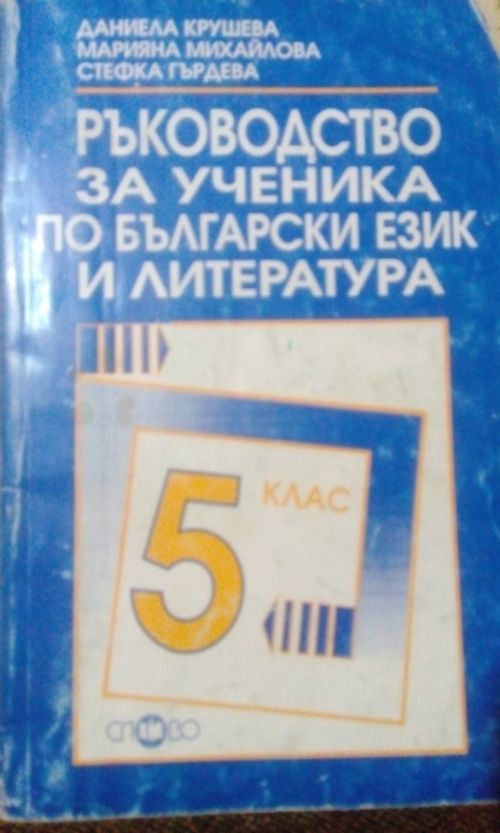 ДАНИЕЛА КРУШЕВА
МАРИЯНА МИХАЙЛОВА
СТЕФКА ГЪРДЕВА
РЪКОВОДСТВО
ЗА УЧЕНИКА
ПО БЪЛГАРСКИ ЕЗИК
И ЛИТЕРАТУРА
5 КЛАС
СЛОВО